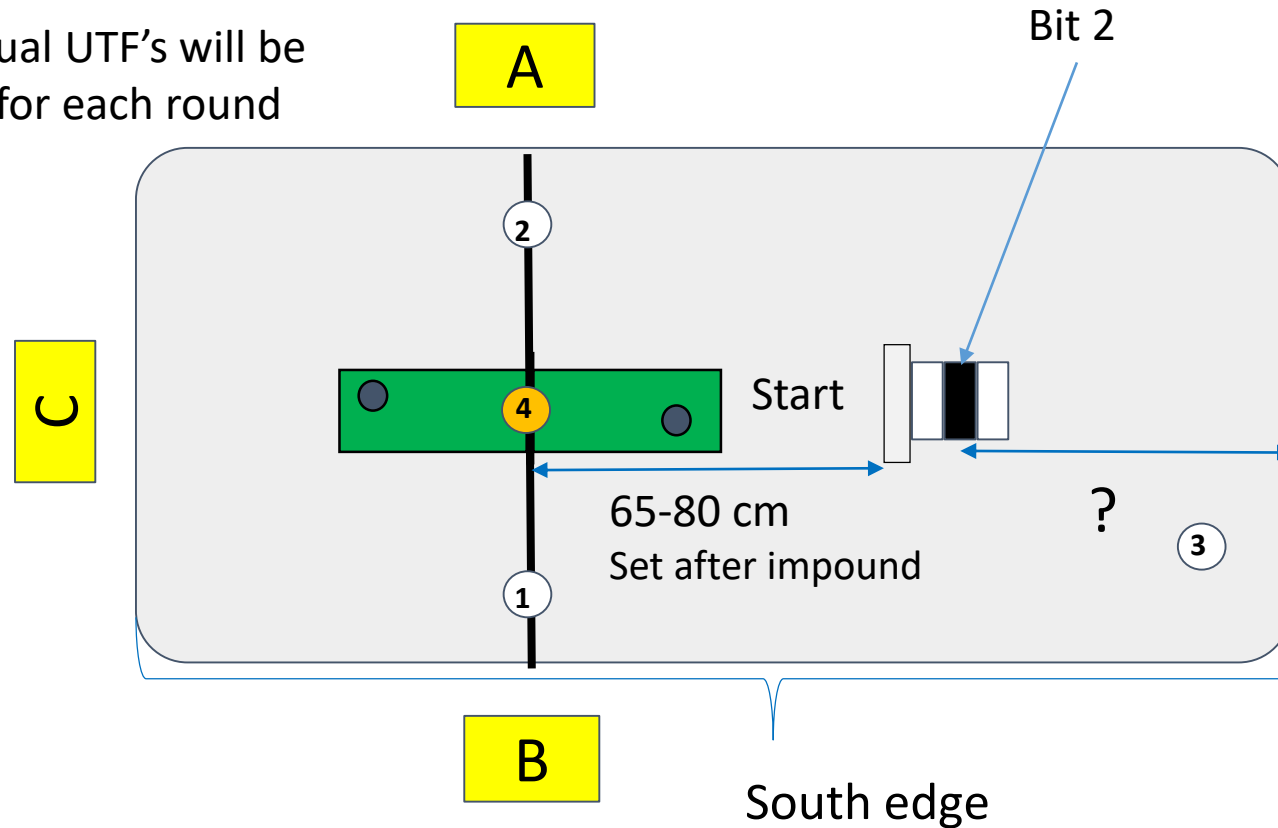 ual UTF's will be
for each round
A
Bit 2
2
C
4
Start
65-80 cm
Set after impound
?
3
1
B
South edge